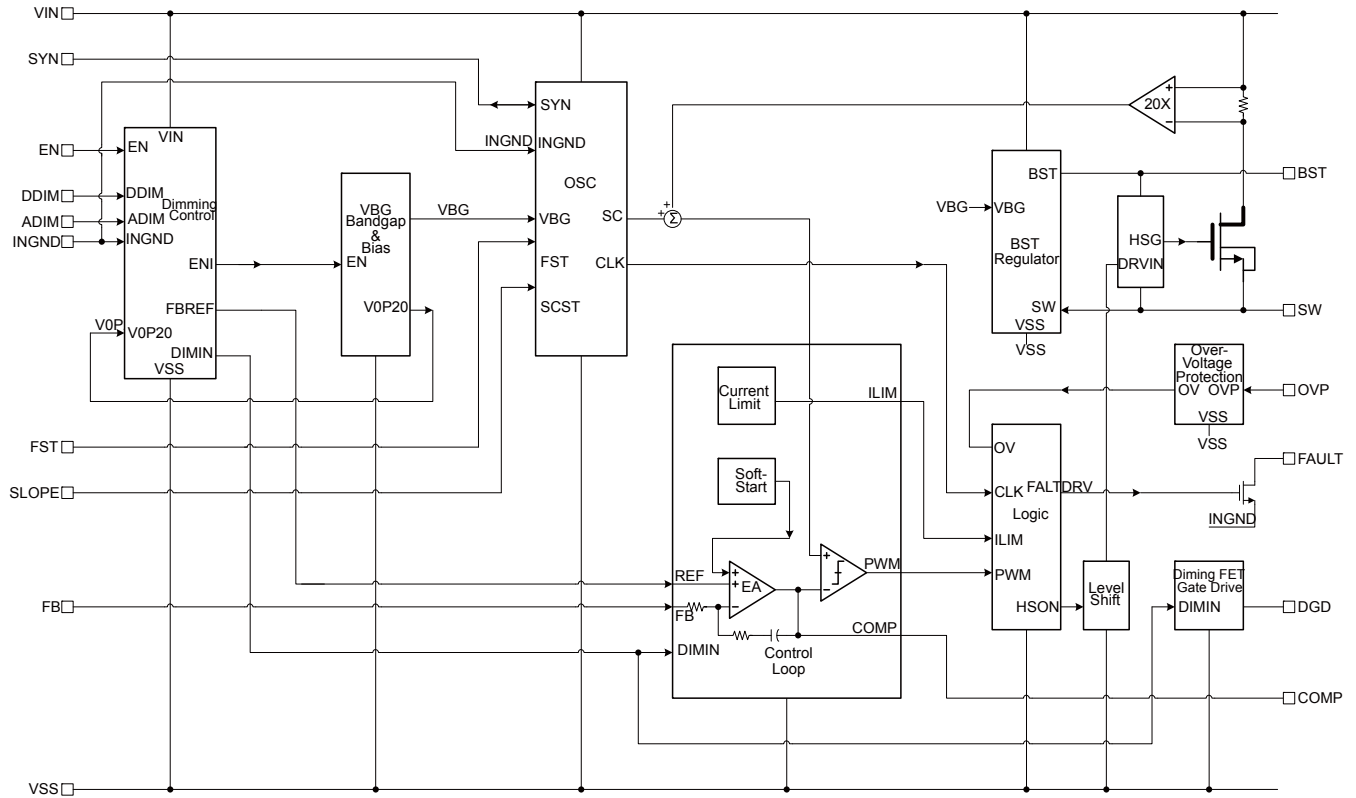 VIN
SYN
EN
DDIM
ADIM
INGND
FST
SLOPE
FB
VSS
VIN
EN
DDIM
Dimming
Control
ADIM
INGND
ENI
FBREF
V0P
V0P20
DIMIN
VSS
VBG
Bandgap
&
Bias
EN
V0P20
VBG
SYN
INGND
INGND
OSC
VBG
SC
FST
CLK
SCST
+
+
Σ
20X
+
−
BST
VBG
VBG
BST
Regulator
SW
VSS
VSS
HSG
DRVIN
BST
SW
Over-
Voltage
Protection
OV OVP
VSS
VSS
OVP
FAULT
INGND
Current
Limit
ILIM
Soft-
Start
REF
+
+
EA
−
FB
+
−
PWM
COMP
DIMIN
Control
Loop
OV
CLK
FALTDRV
Logic
ILIM
PWM
HSON
Level
Shift
Diming FET
Gate Drive
DIMIN
DGD
COMP